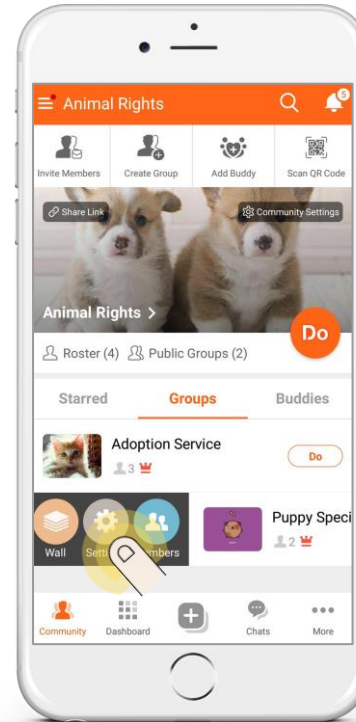 Animal Rights
5
Invite Members
Create Group
Add Buddy
Scan QR Code
Share Link
Community Settings
Animal Rights >
Do
Roster (4)
Public Groups (2)
Starred
Groups
Buddies
Adoption Service
3
Do
Puppy Speci
2
Wall
Community
Dashboard
Chats
More